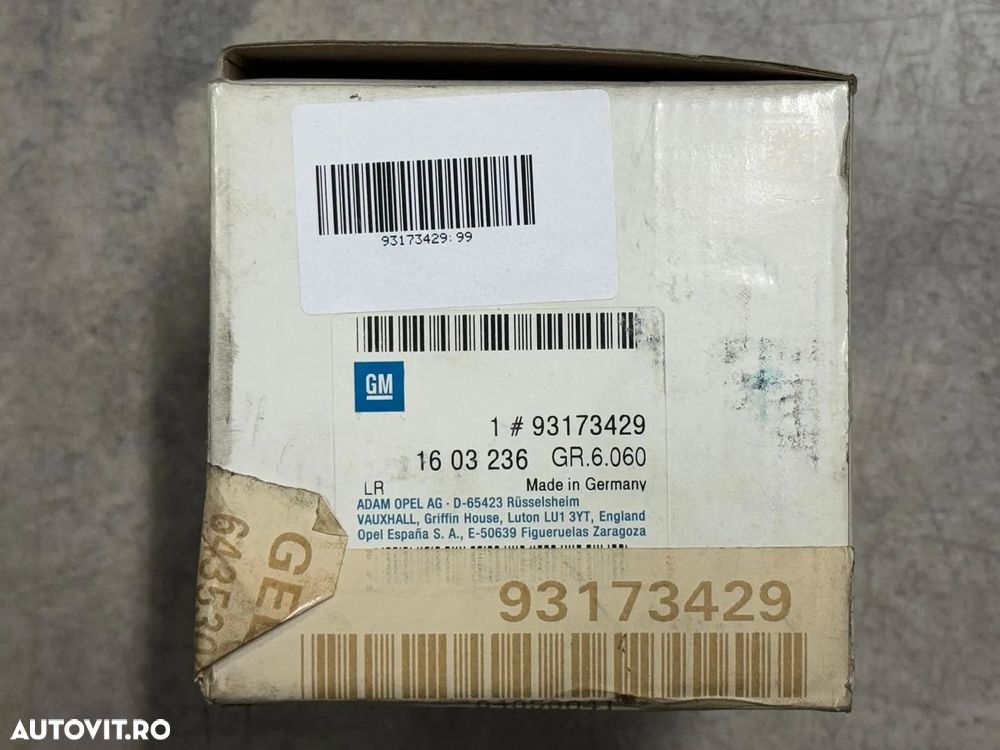 93173429:99
GM
1 # 93173429
16 03 236 GR.6.060
LR Made in Germany
ADAM OPEL AG · D-65423 Rüsselsheim
VAUXHALL, Griffin House, Luton LU1 3YT, England
Opel España S. A., E-50639 Figueruelas Zaragoza
93173429
AUTOVIT.RO